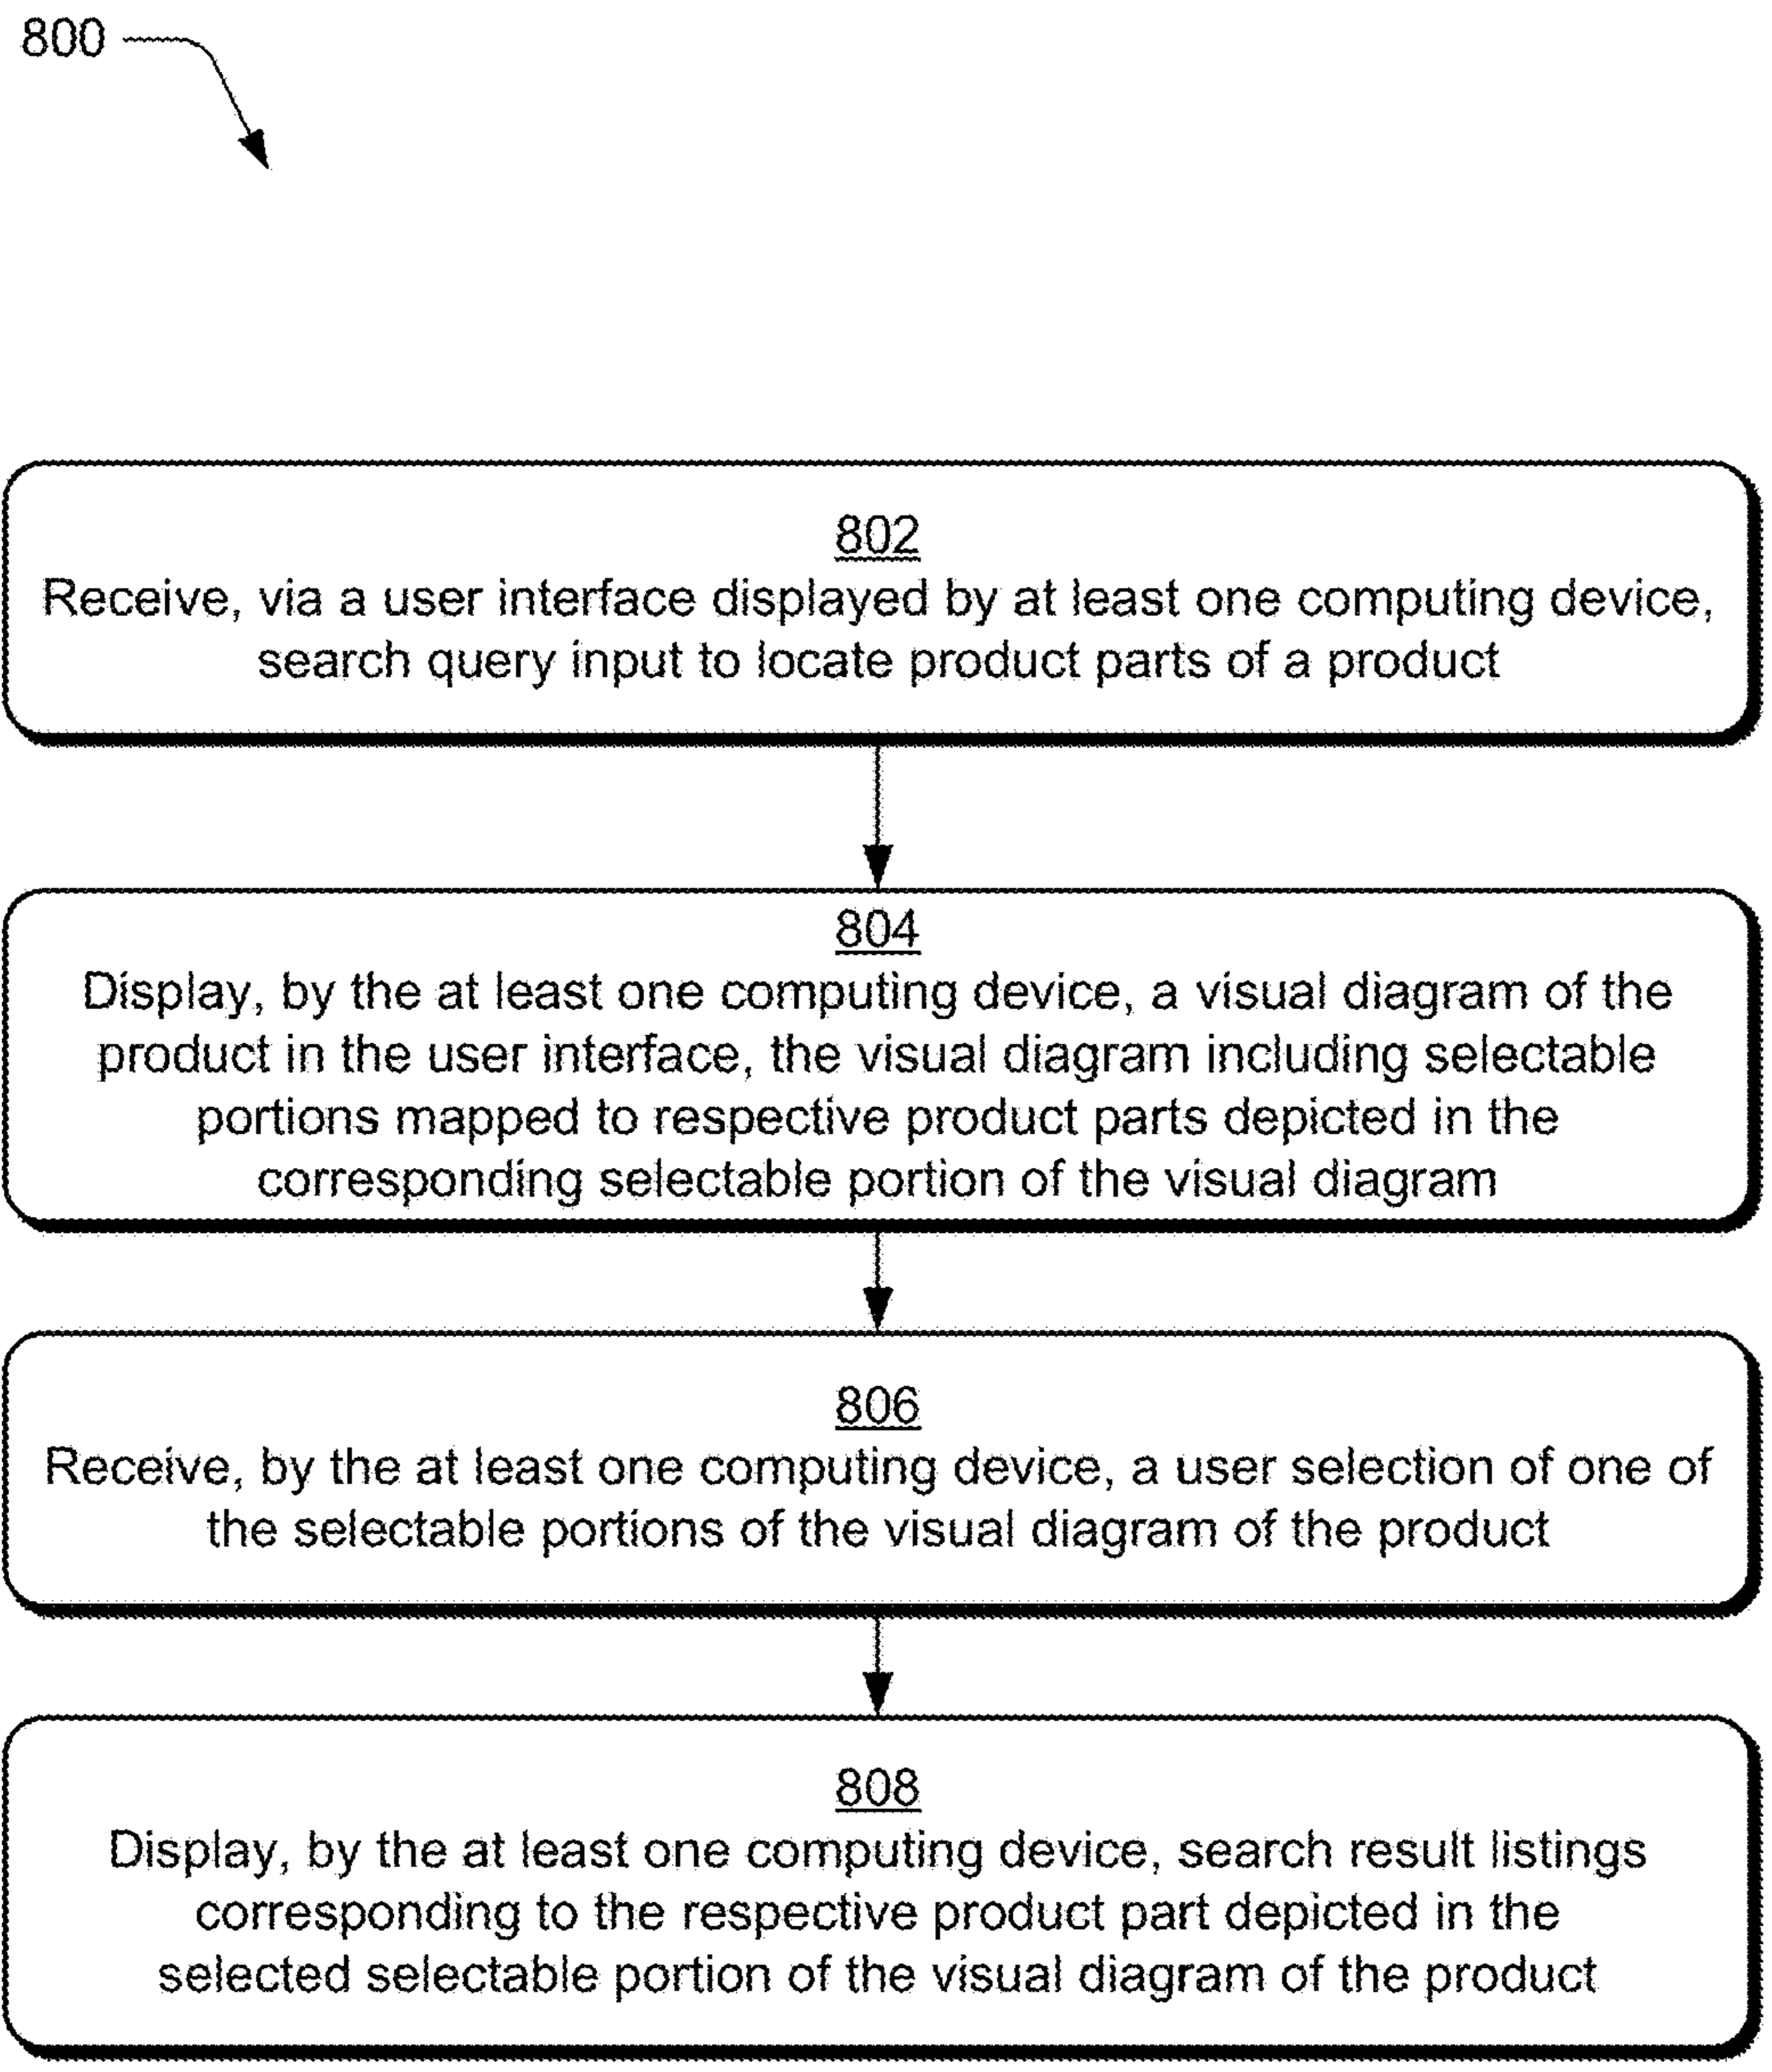 800
802
Receive, via a user interface displayed by at least one computing device,
search query input to locate product parts of a product
804
Display, by the at least one computing device, a visual diagram of the
product in the user interface, the visual diagram including selectable
portions mapped to respective product parts depicted in the
corresponding selectable portion of the visual diagram
806
Receive, by the at least one computing device, a user selection of one of
the selectable portions of the visual diagram of the product
808
Display, by the at least one computing device, search result listings
corresponding to the respective product part depicted in the
selected selectable portion of the visual diagram of the product